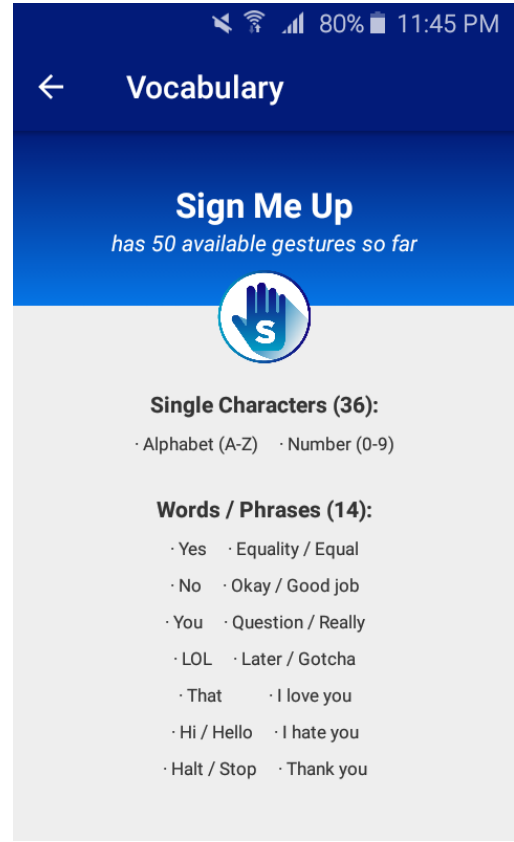 80% 11:45 PM
Vocabulary
Sign Me Up
has 50 available gestures so far
S
Single Characters (36):
· Alphabet (A-Z) · Number (0-9)
Words / Phrases (14):
· Yes · Equality / Equal
· No · Okay / Good job
· You · Question / Really
· LOL · Later / Gotcha
· That · I love you
· Hi / Hello · I hate you
· Halt / Stop · Thank you